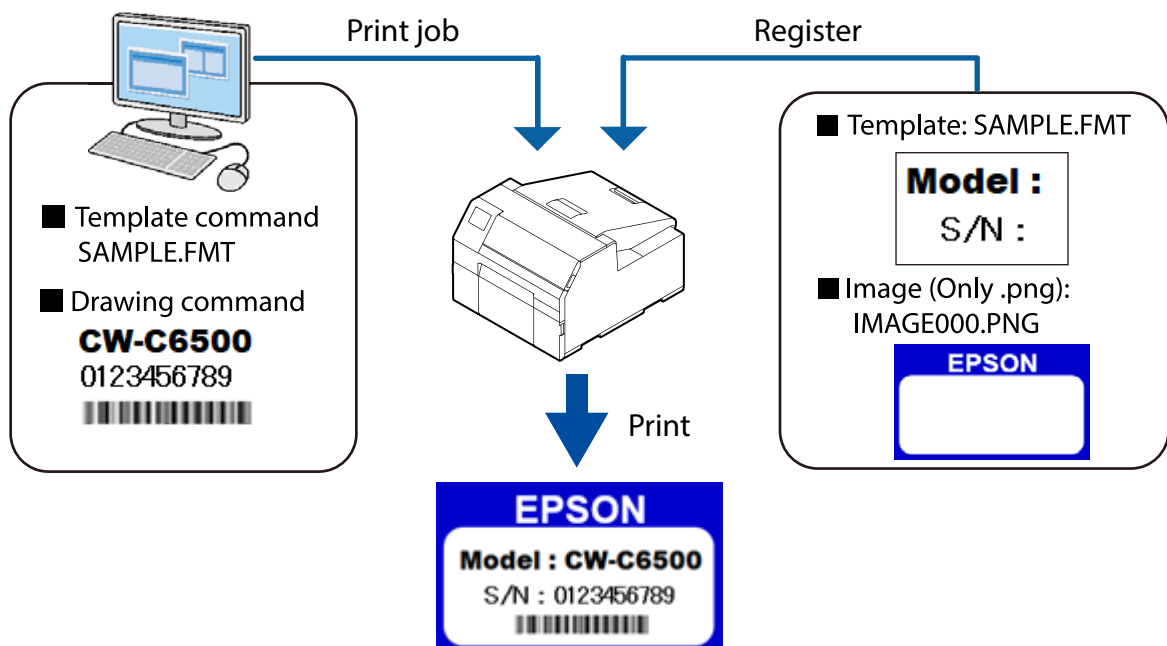 Print job
Register
■ Template command
SAMPLE.FMT
■ Drawing command
CW-C6500
0123456789
■ Template: SAMPLE.FMT
Model :
S/N :
■ Image (Only .png):
IMAGE000.PNG
EPSON
Print
EPSON
Model : CW-C6500
S/N : 0123456789